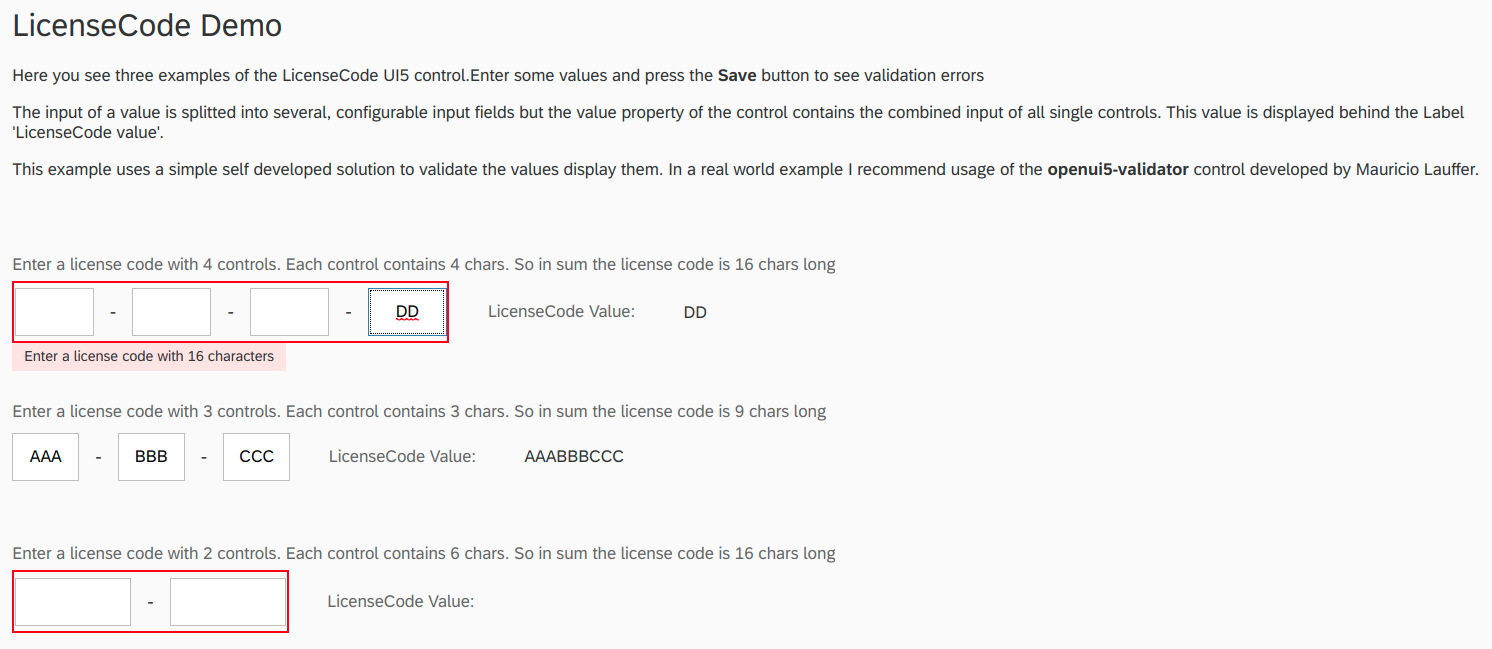 LicenseCode Demo
Here you see three examples of the LicenseCode UI5 control.Enter some values and press the Save button to see validation errors
The input of a value is splitted into several, configurable input fields but the value property of the control contains the combined input of all single controls. This value is displayed behind the Label
'LicenseCode value'.
This example uses a simple self developed solution to validate the values display them. In a real world example I recommend usage of the openui5-validator control developed by Mauricio Lauffer.
Enter a license code with 4 controls. Each control contains 4 chars. So in sum the license code is 16 chars long
- - - DD LicenseCode Value: DD
Enter a license code with 16 characters
Enter a license code with 3 controls. Each control contains 3 chars. So in sum the license code is 9 chars long
AAA - BBB - CCC LicenseCode Value: AAABBBCCC
Enter a license code with 2 controls. Each control contains 6 chars. So in sum the license code is 16 chars long
- LicenseCode Value: